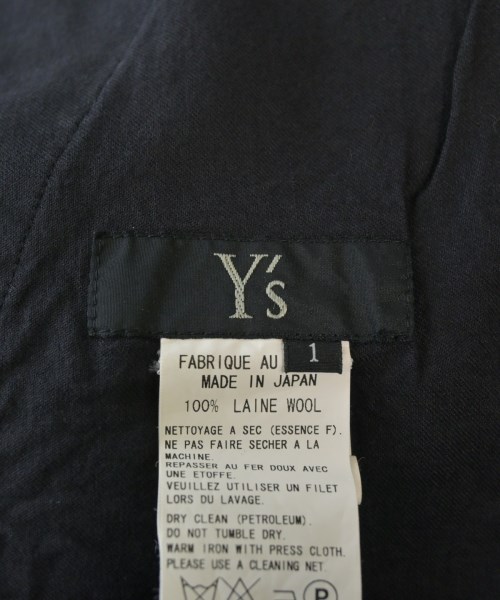 Y's
1
FABRIQUE AU
MADE IN JAPAN
100% LAINE WOOL
NETTOYAGE A SEC (ESSENCE F).
NE PAS FAIRE SECHER A LA
MACHINE.
REPASSER AU FER DOUX AVEC
UNE ETOFFE.
VEUILLEZ UTILISER UN FILET
LORS DU LAVAGE.
DRY CLEAN (PETROLEUM).
DO NOT TUMBLE DRY.
WARM IRON WITH PRESS CLOTH.
PLEASE USE A CLEANING NET
P